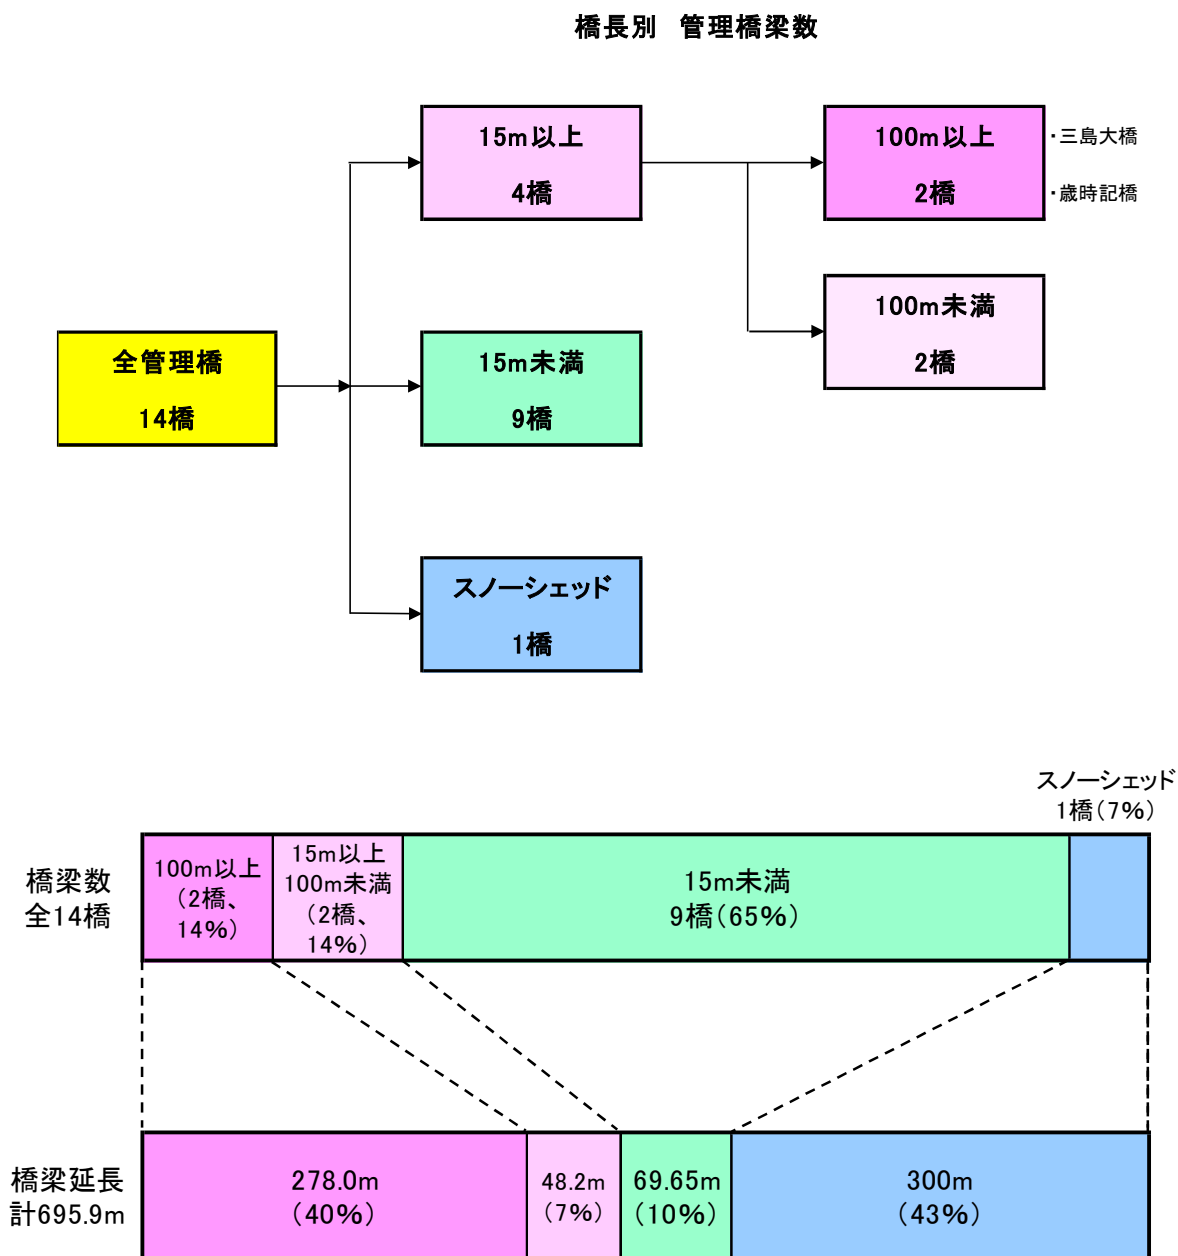 橋長別　管理橋梁数
15m以上
4橋
100m以上
2橋
・三島大橋
・歳時記橋
100m未満
2橋
全管理橋
14橋
15m未満
9橋
スノーシェッド
1橋
スノーシェッド
1橋(7%)
橋梁数
全14橋
100m以上
(2橋、
14%)
15m以上
100m未満
(2橋、
14%)
15m未満
9橋(65%)
橋梁延長
計695.9m
278.0m
(40%)
48.2m
(7%)
69.65m
(10%)
300m
(43%)